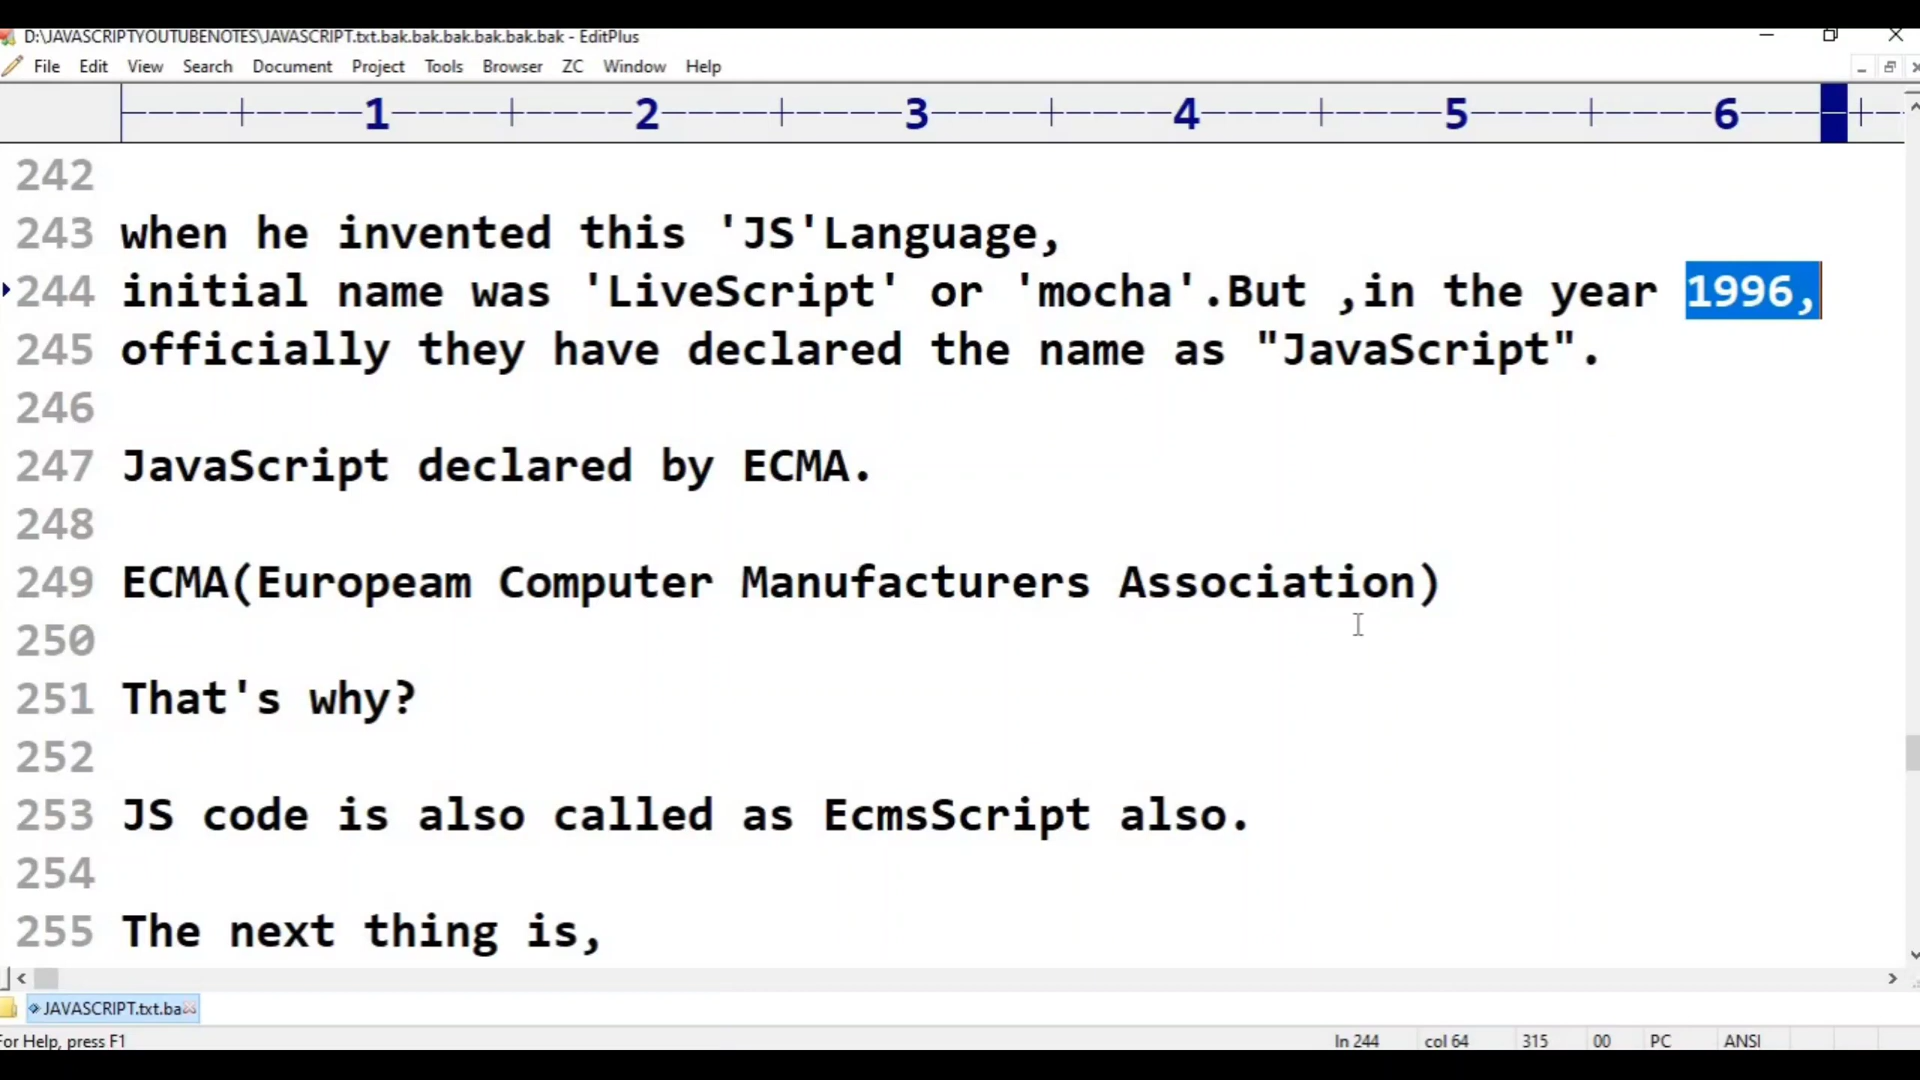 D:\JAVASCRIPTYOUTUBENOTES\JAVASCRIPT.txt.bak.bak.bak.bak.bak.bak - EditPlus
File Edit View Search Document Project Tools Browser ZC Window Help
----+----1----+----2----+----3----+----4----+----5----+----6----+--
242
243 when he invented this 'JS'Language,
244 initial name was 'LiveScript' or 'mocha'.But ,in the year 1996,
245 officially they have declared the name as "JavaScript".
246
247 JavaScript declared by ECMA.
248
249 ECMA(Europeam Computer Manufacturers Association)
250
251 That's why?
252
253 JS code is also called as EcmsScript also.
254
255 The next thing is,
JAVASCRIPT.txt.ba
For Help, press F1 ln 244 col 64 315 00 PC ANSI